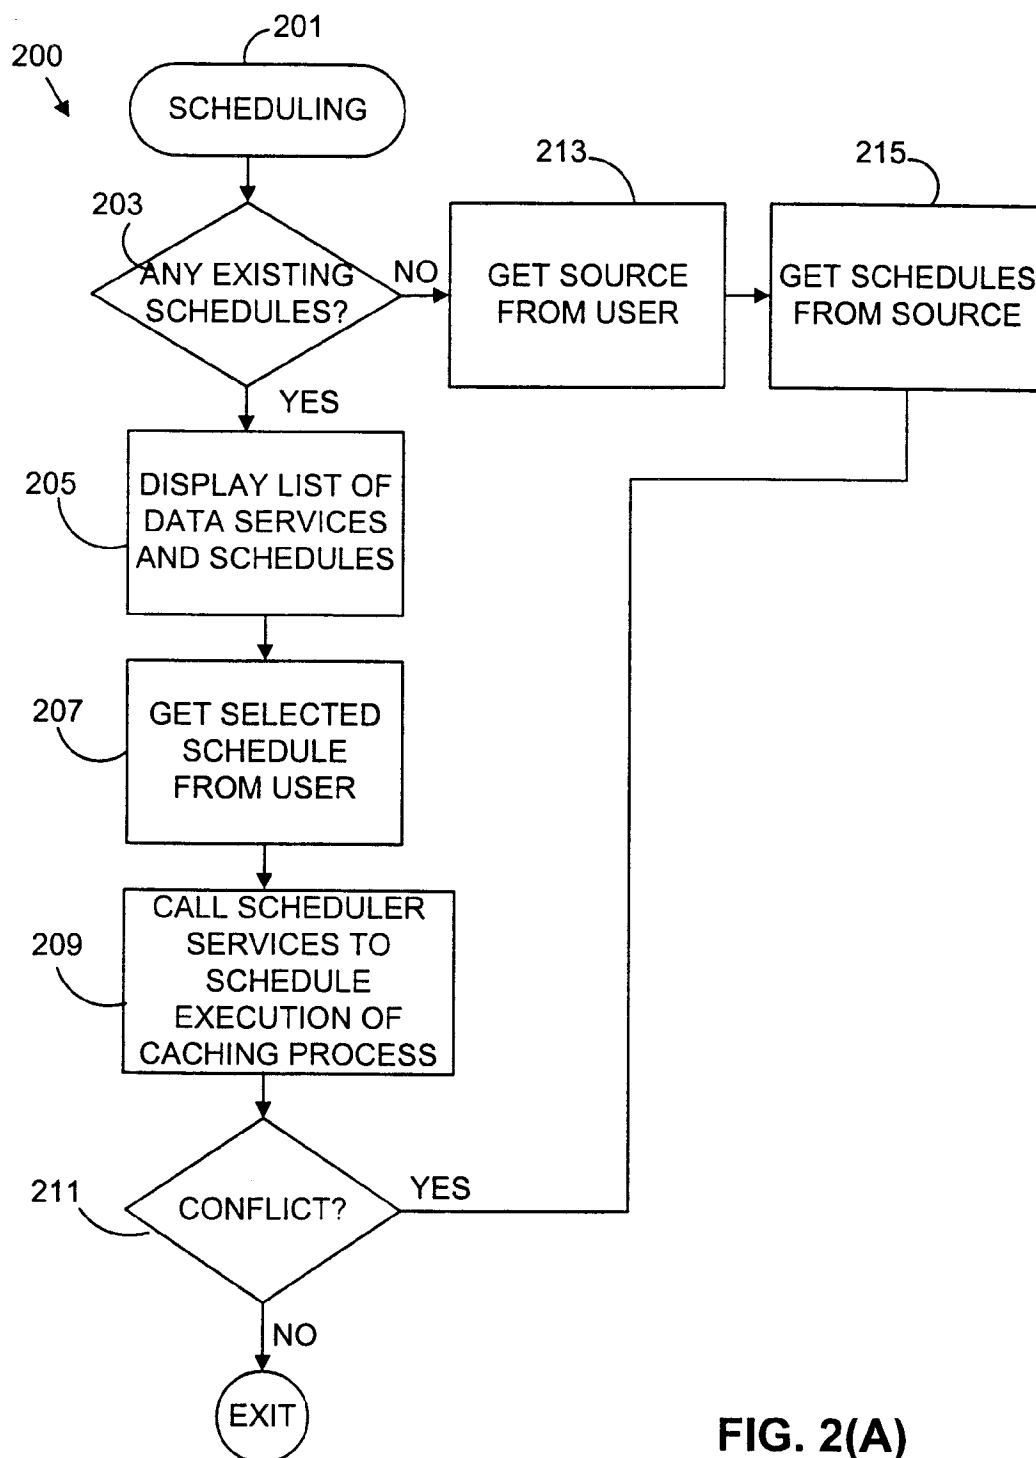 200
201
SCHEDULING
203
ANY EXISTING
SCHEDULES?
NO
213
GET SOURCE
FROM USER
215
GET SCHEDULES
FROM SOURCE
YES
205
DISPLAY LIST OF
DATA SERVICES
AND SCHEDULES
207
GET SELECTED
SCHEDULE
FROM USER
209
CALL SCHEDULER
SERVICES TO
SCHEDULE
EXECUTION OF
CACHING PROCESS
211
CONFLICT?
YES
NO
EXIT
FIG. 2(A)